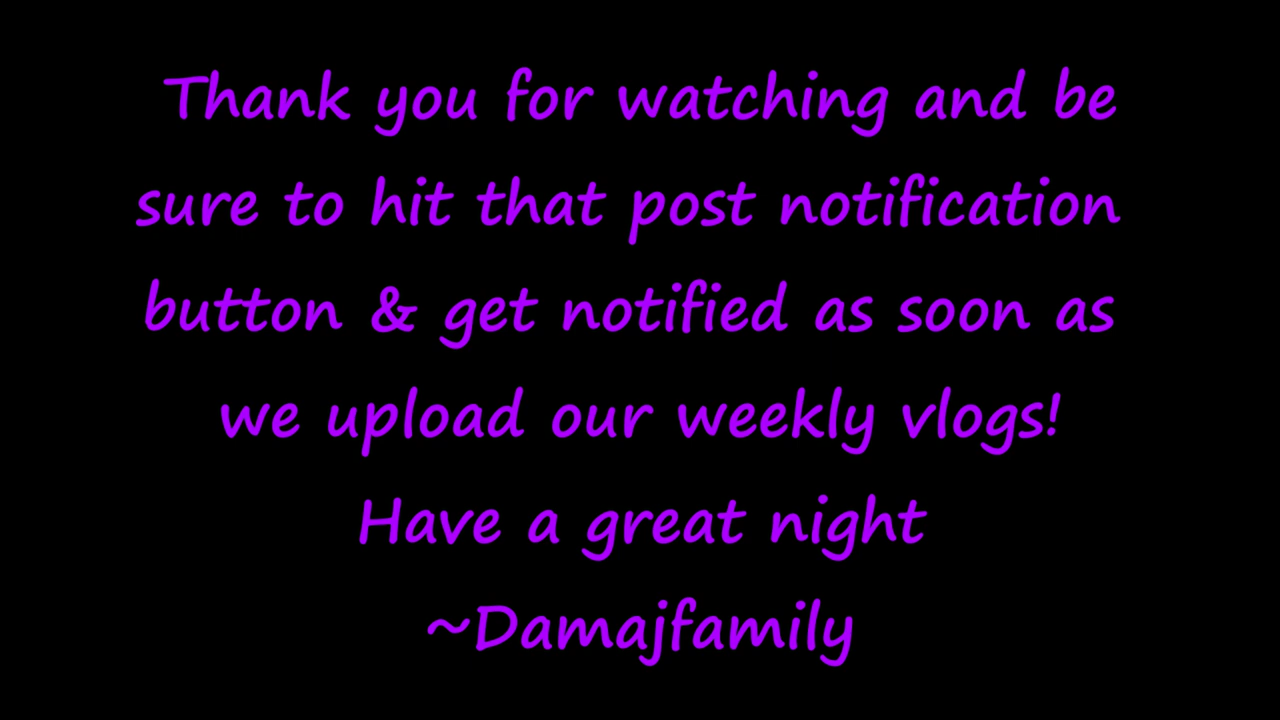 Thank you for watching and be
sure to hit that post notification
button & get notified as soon as
we upload our weekly vlogs!
Have a great night
~Damajfamily